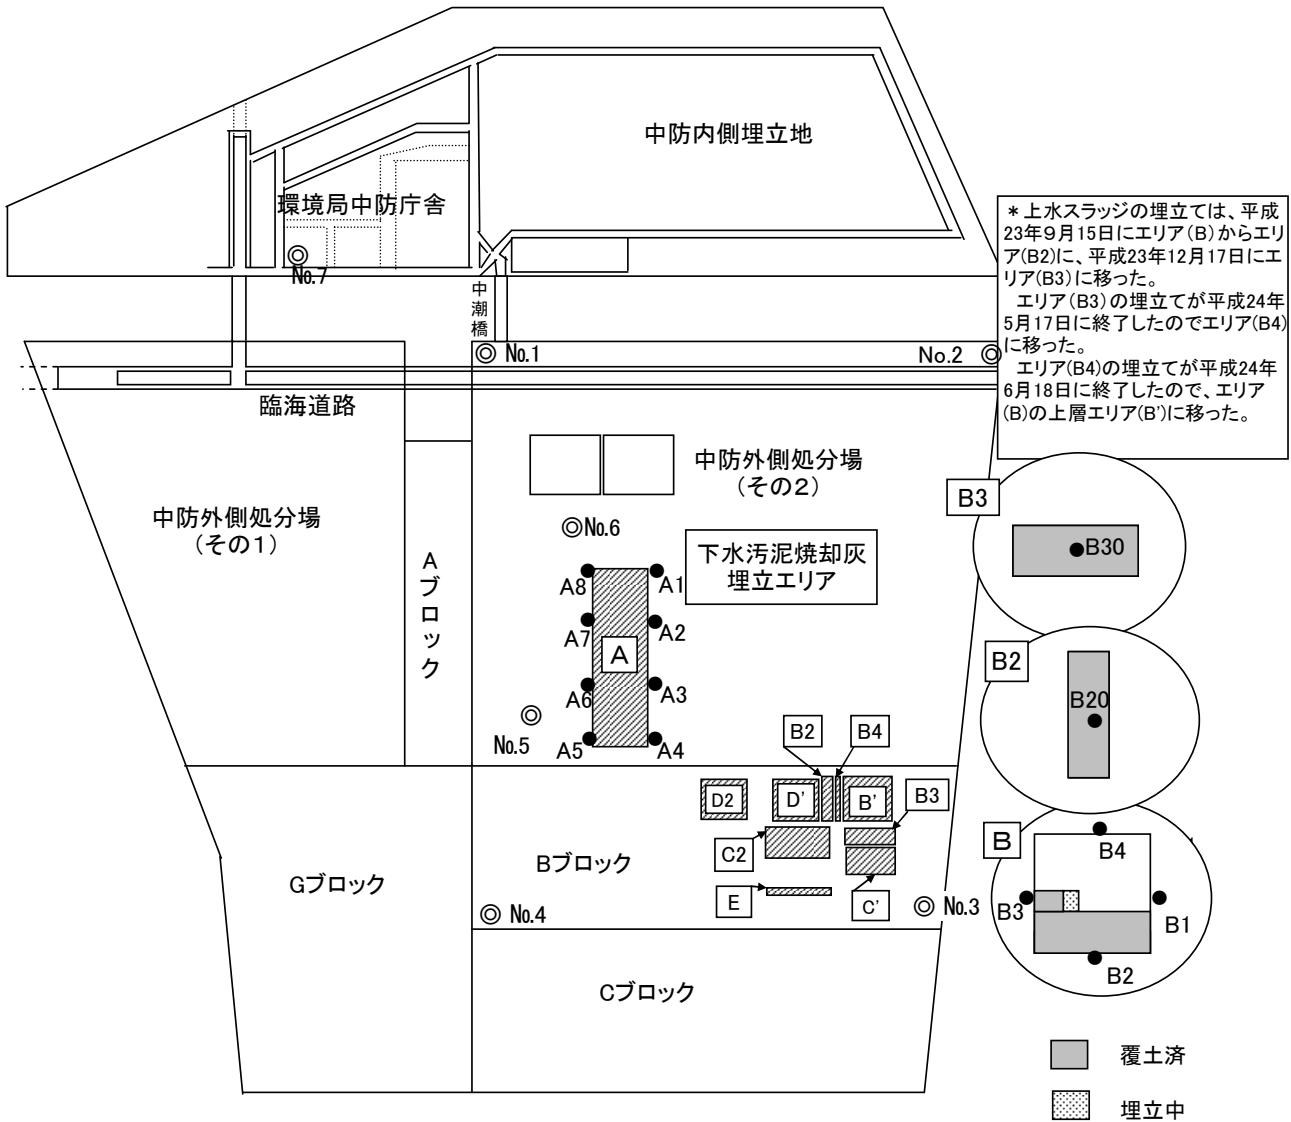 中防内側埋立地
環境局中防庁舎
No.7
中潮橋
＊上水スラッジの埋立ては、平成
23年９月15日にエリア(B)からエリ
ア(B2)に、平成23年12月17日にエ
リア(B3)に移った。
エリア(B3)の埋立てが平成24年
5月17日に終了したのでエリア(B4)
に移った。
エリア(B4)の埋立てが平成24年
6月18日に終了したので、エリア
(B)の上層エリア(B’)に移った。
No.1
No.2
臨海道路
中防外側処分場
（その２）
中防外側処分場
（その１）
Aブロック
No.6
下水汚泥焼却灰
埋立エリア
A8
A1
A7
A2
A
A6
A3
A5
A4
No.5
B3
B30
B2
B20
B2
B4
D2
D’
B’
B3
C2
Bブロック
E
C’
Gブロック
No.4
No.3
B
B4
B3
B1
B2
Cブロック
覆土済
埋立中